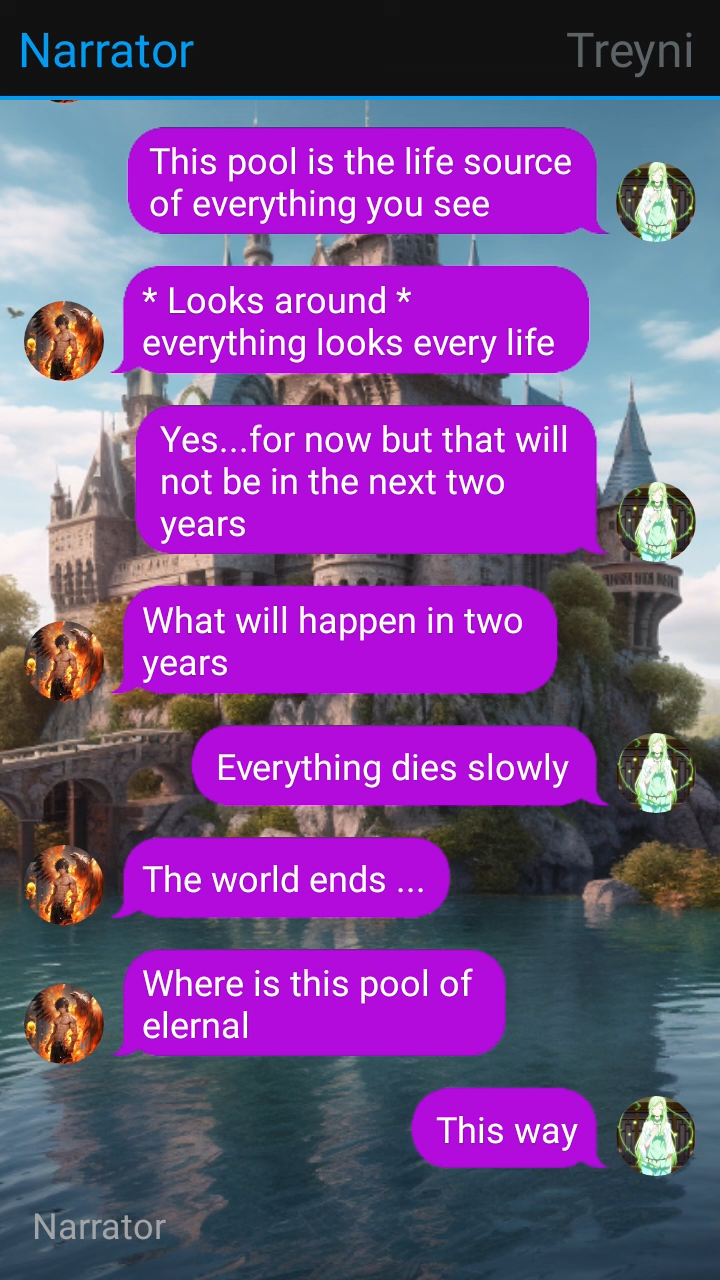 Narrator
Treyni
This pool is the life source
of everything you see
* Looks around *
everything looks every life
Yes...for now but that will
not be in the next two
years
What will happen in two
years
Everything dies slowly
The world ends ...
Where is this pool of
elernal
This way
Narrator